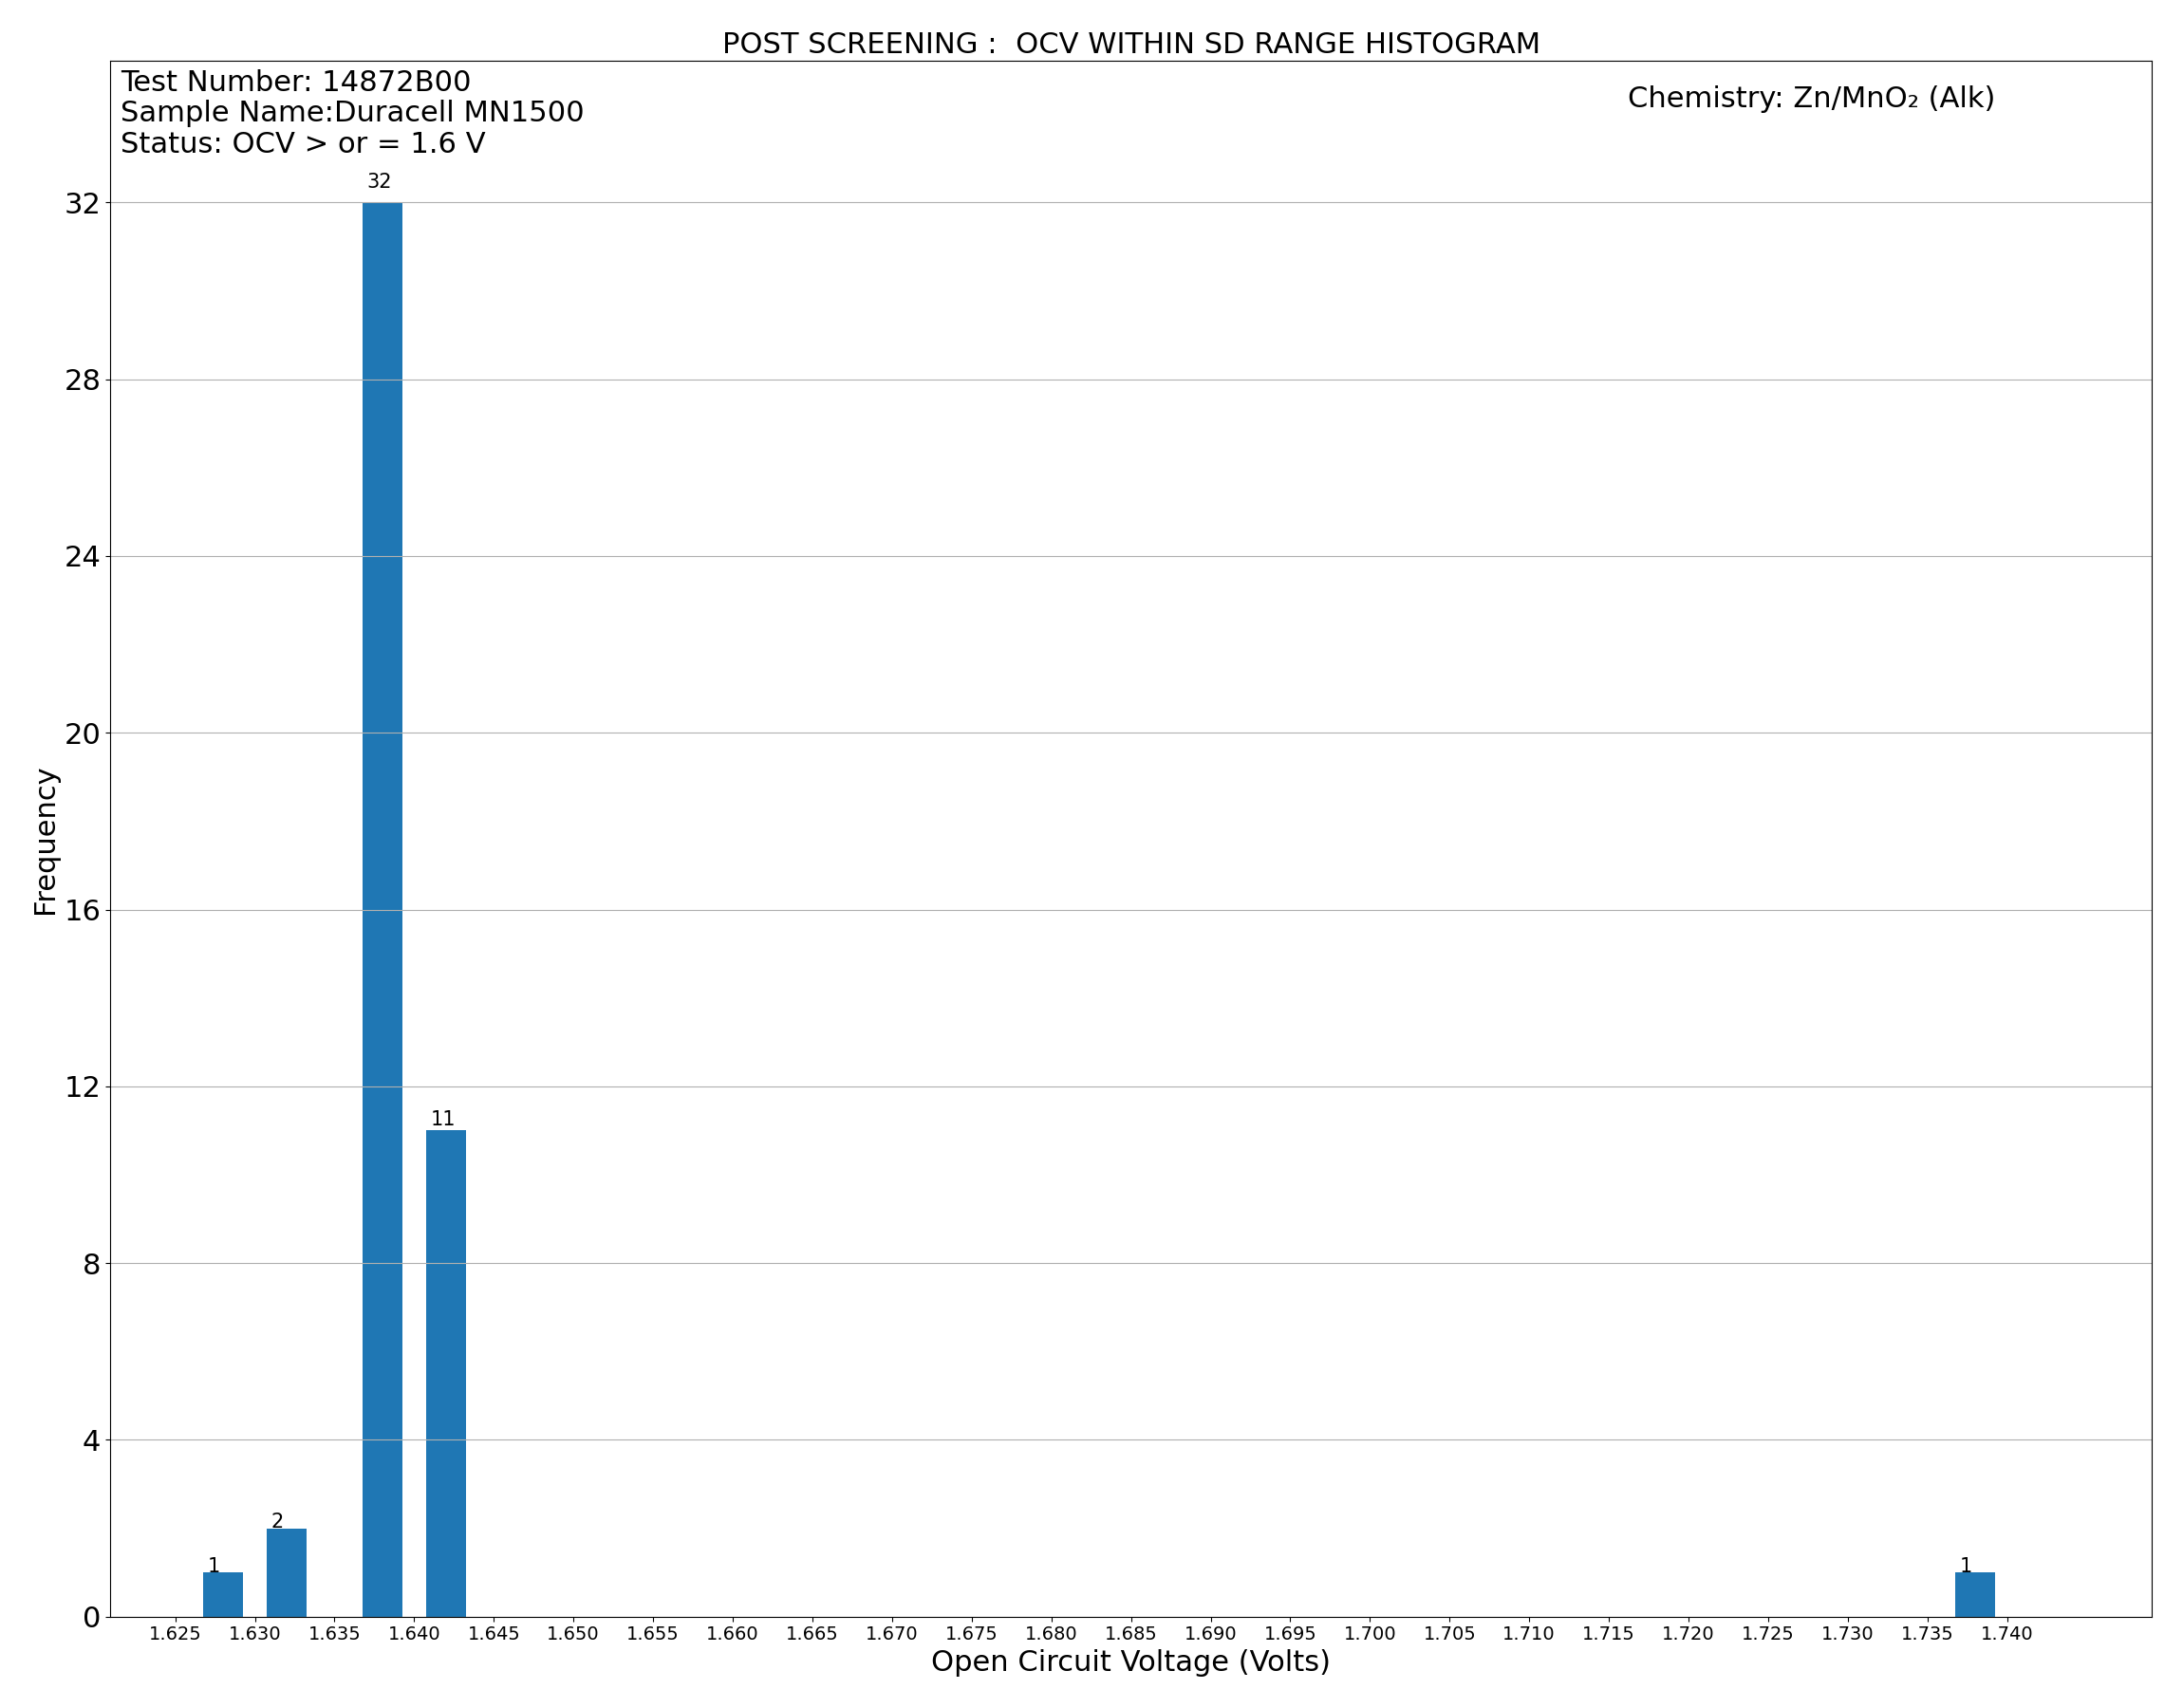 POST SCREENING :  OCV WITHIN SD RANGE HISTOGRAM
Test Number: 14872B00
Sample Name:Duracell MN1500
Status: OCV > or = 1.6 V
Chemistry: Zn/MnO₂ (Alk)
32
32
28
24
20
16
12
11
8
4
2
1
1
0
Frequency
1.625 1.630 1.635 1.640 1.645 1.650 1.655 1.660 1.665 1.670 1.675 1.680 1.685 1.690 1.695 1.700 1.705 1.710 1.715 1.720 1.725 1.730 1.735 1.740
Open Circuit Voltage (Volts)